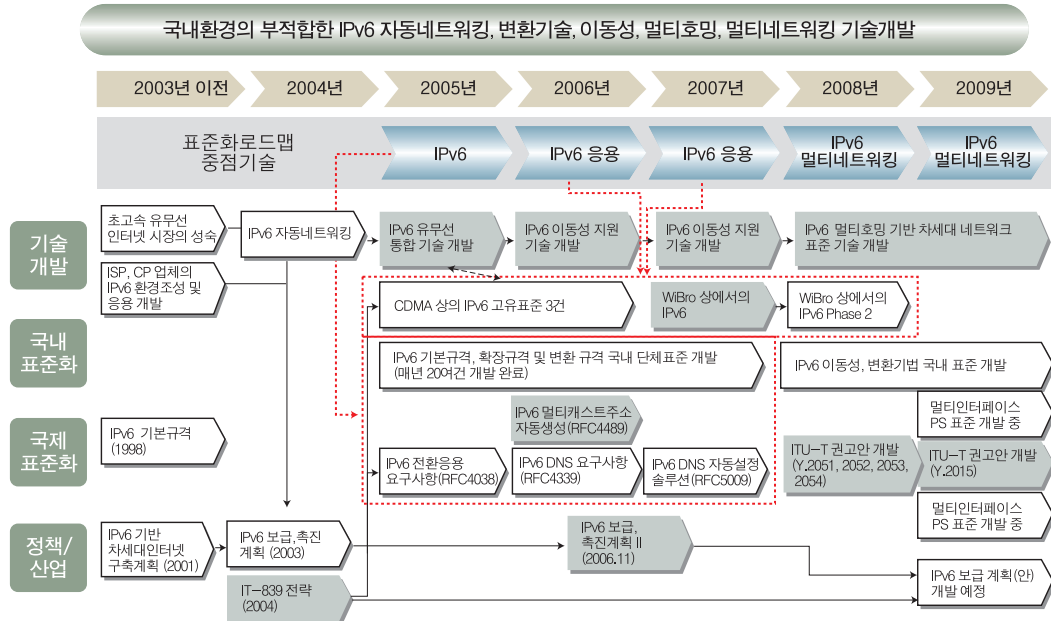 국내환경의 부적합한 IPv6 자동네트워킹, 변환기술, 이동성, 멀티호밍, 멀티네트워킹 기술개발
2003년 이전
2004년
2005년
2006년
2007년
2008년
2009년
표준화로드맵
중점기술
IPv6
IPv6 응용
IPv6 응용
IPv6
멀티네트워킹
IPv6
멀티네트워킹
기술
개발
초고속 유무선
인터넷 시장의 성숙
IPv6 자동네트워킹
IPv6 유무선
통합 기술 개발
IPv6 이동성 지원
기술 개발
IPv6 이동성 지원
기술 개발
IPv6 멀티호밍 기반 차세대 네트워크
표준 기술 개발
ISP, CP 업체의
IPv6 환경조성 및
응용 개발
CDMA 상의 IPv6 고유표준 3건
WiBro 상에서의
IPv6
WiBro 상에서의
IPv6 Phase 2
국내
표준화
IPv6 기본규격, 확장규격 및 변환 규격 국내 단체표준 개발
(매년 20여건 개발 완료)
IPv6 이동성, 변환기법 국내 표준 개발
국제
표준화
IPv6 기본규격
(1998)
IPv6 멀티캐스트주소
자동생성(RFC4489)
멀티인터페이스
PS 표준 개발 중
IPv6 전환응용
요구사항(RFC4038)
IPv6 DNS 요구사항
(RFC4339)
IPv6 DNS 자동설정
솔루션(RFC5009)
ITU-T 권고안 개발
(Y.2051, 2052, 2053,
2054)
ITU-T 권고안 개발
(Y.2015)
멀티인터페이스
PS 표준 개발 중
정책/
산업
IPv6 기반
차세대인터넷
구축계획 (2001)
IPv6 보급,촉진
계획 (2003)
IPv6 보급,
촉진계획 II
(2006.11)
IT-839 전략
(2004)
IPv6 보급 계획(안)
개발 예정